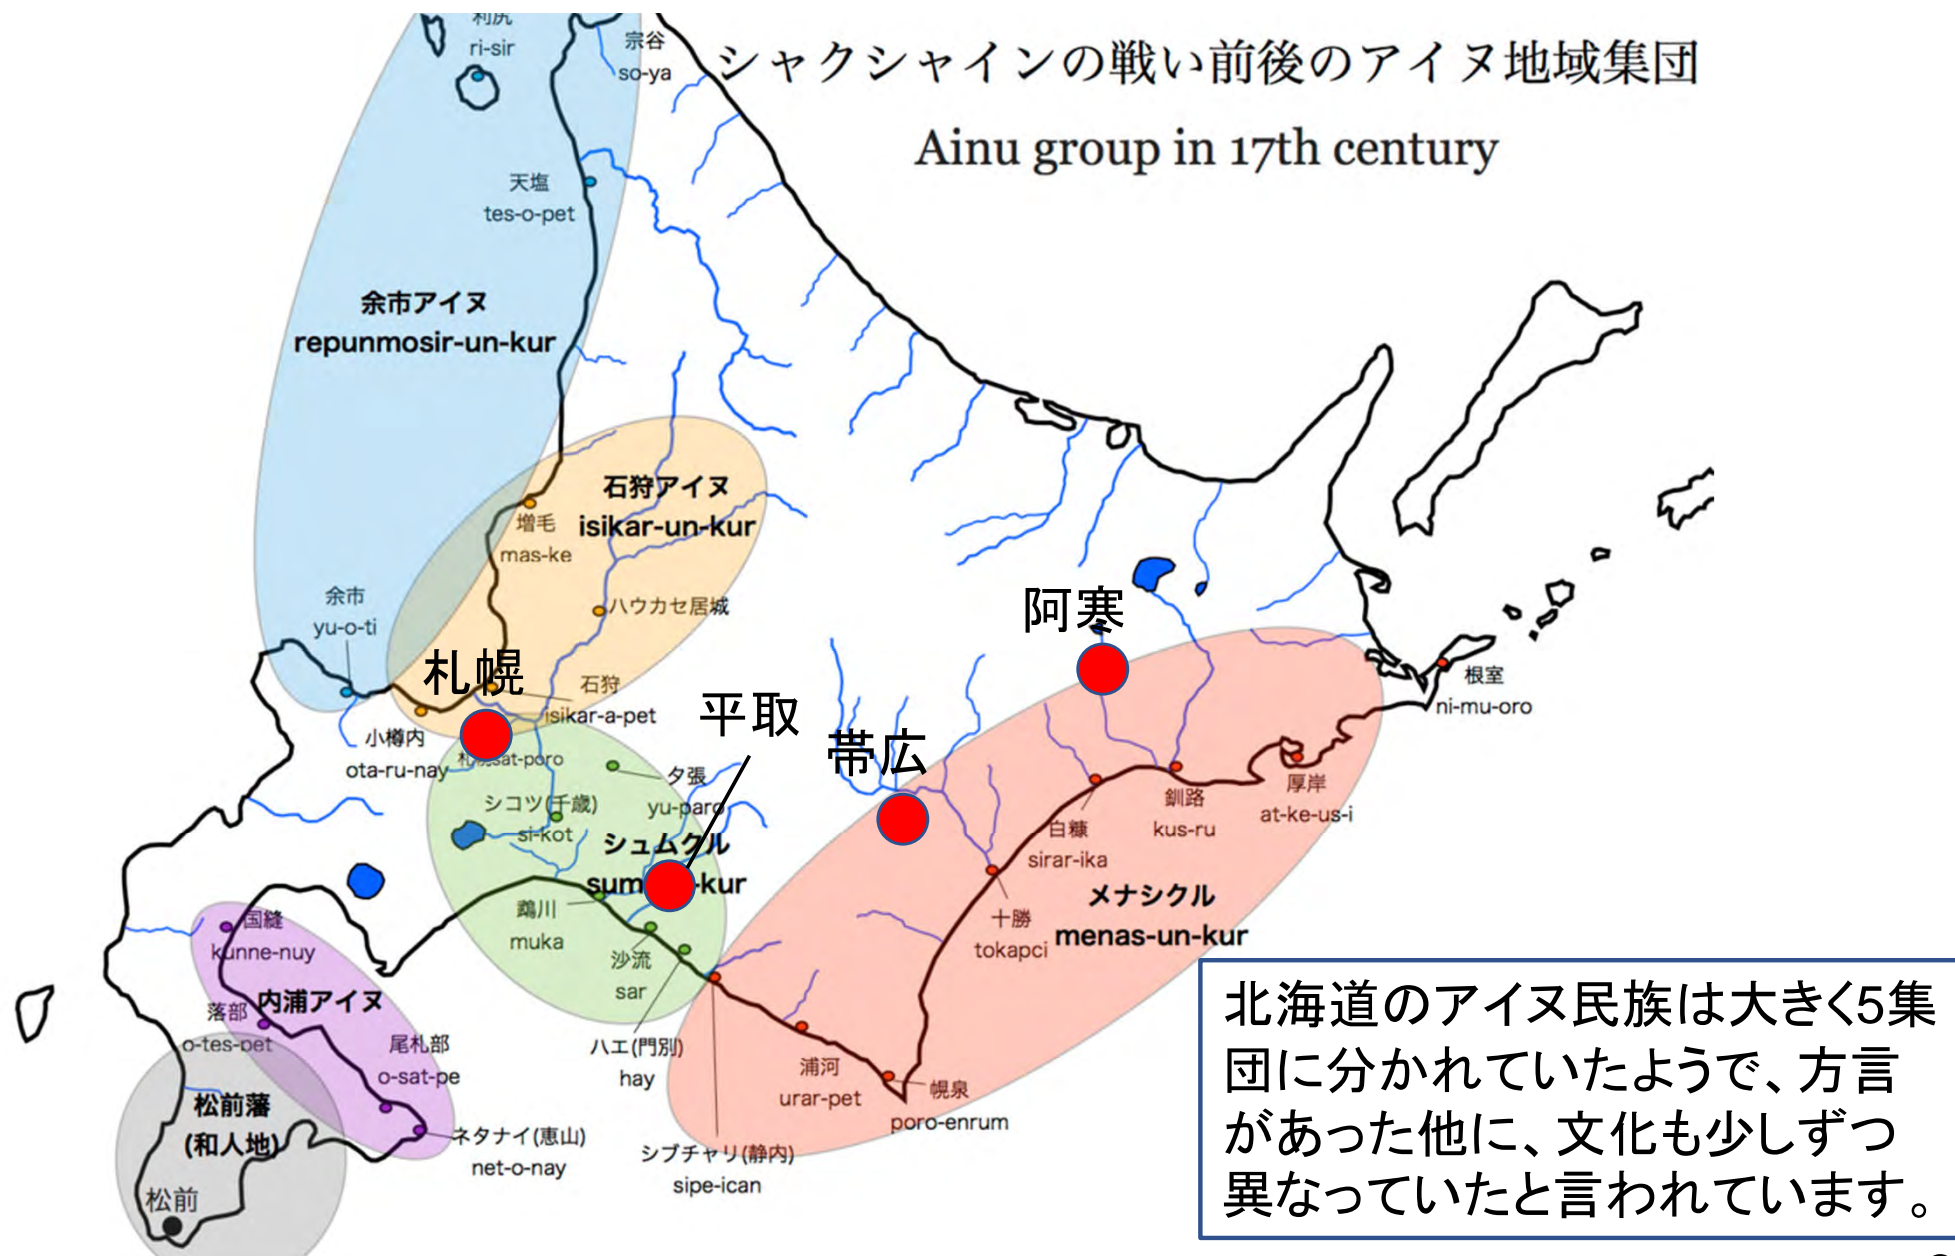 利尻
ri-sir
宗谷
so-ya
シャクシャインの戦い前後のアイヌ地域集団
Ainu group in 17th century
天塩
tes-o-pet
余市アイヌ
repunmosir-un-kur
石狩アイヌ
isikar-un-kur
増毛
mas-ke
ハウカセ居城
余市
yu-o-ti
札幌
石狩
isikar-a-pet
小樽内
ota-ru-nay
sat-poro
平取
帯広
阿寒
夕張
yu-paro
シコツ(千歳)
si-kot
シュムクル
sum
-kur
鵡川
muka
沙流
sar
ハエ(門別)
hay
シブチャリ(静内)
sipe-ican
浦河
urar-pet
幌泉
poro-enrum
十勝
tokapci
メナシクル
menas-un-kur
白糠
sirar-ika
釧路
kus-ru
厚岸
at-ke-us-i
根室
ni-mu-oro
国縫
kunne-nuy
内浦アイヌ
落部
o-tes-pet
尾札部
o-sat-pe
ネタナイ(恵山)
net-o-nay
松前藩
(和人地)
松前
北海道のアイヌ民族は大きく5集
団に分かれていたようで、方言
があった他に、文化も少しずつ
異なっていたと言われています。